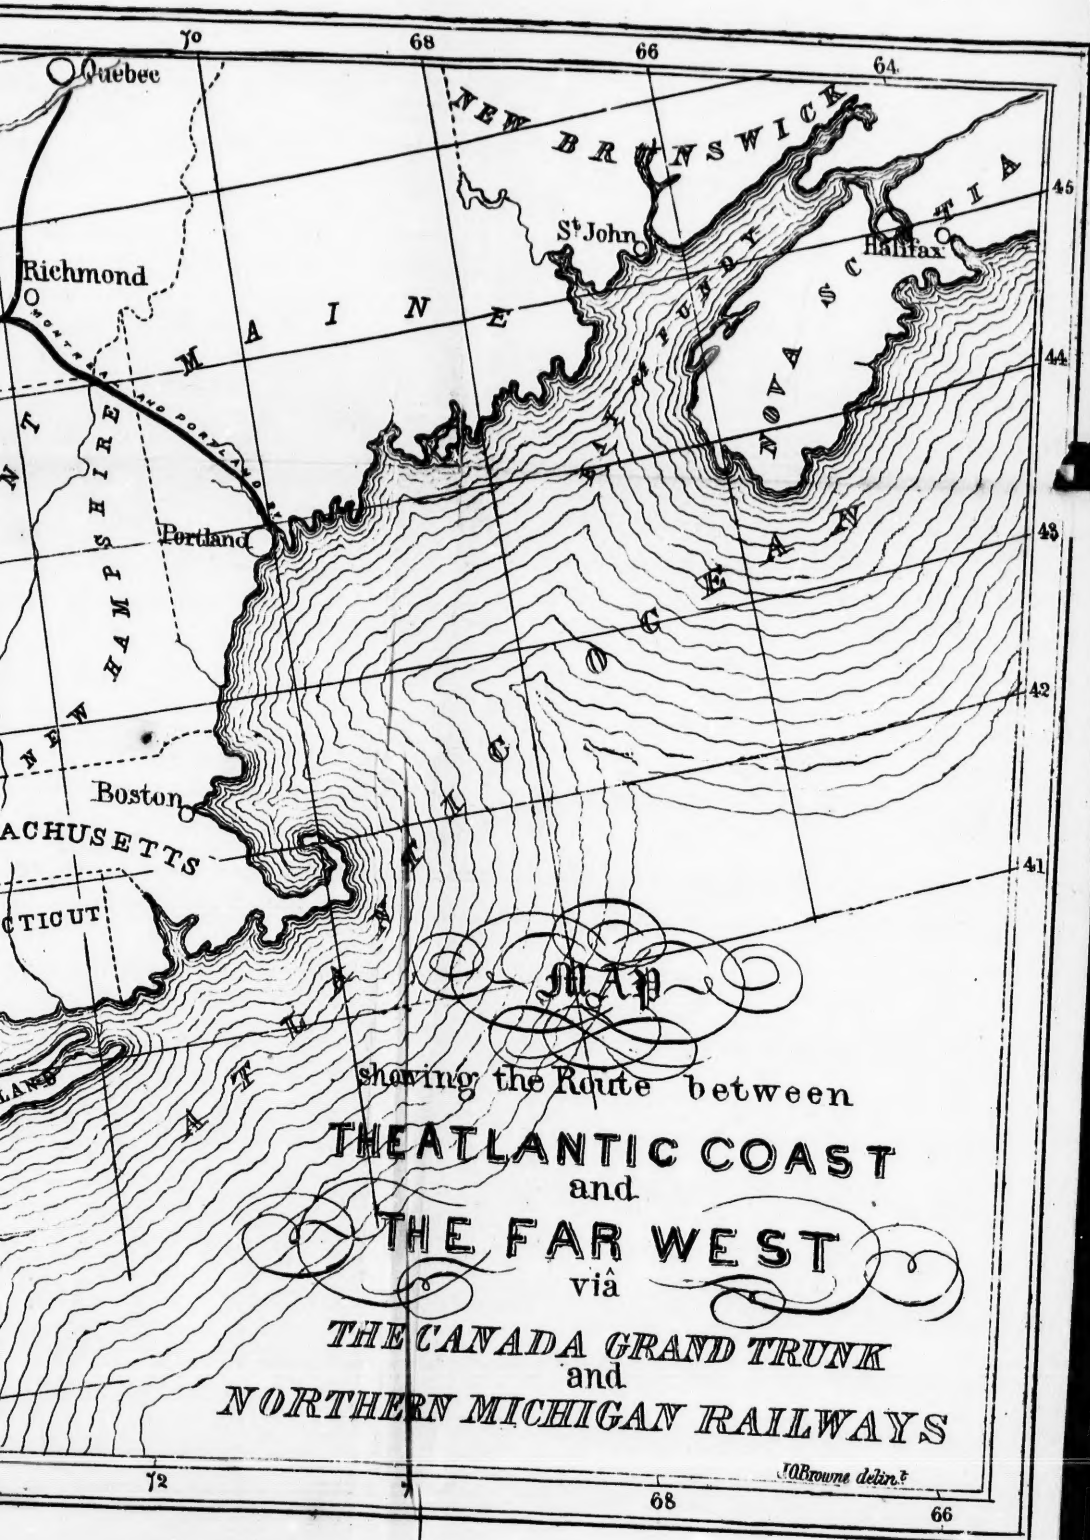 70 68 66 64
Quebec
NEW BRUNSWICK
45
NOVA SCOTIA
St John
Halifax
BAY of FUNDY
Richmond
MONTREAL AND PORTLAND RY
MAINE
44
NEW HAMPSHIRE
NT
Portland
43
ATLANTIC OCEAN
42
Boston
ACHUSETTS
41
CTICUT
LAND
MAP
showing the Route between
THE ATLANTIC COAST
and
THE FAR WEST
viâ
THE CANADA GRAND TRUNK
and
NORTHERN MICHIGAN RAILWAYS
J.O.Browne delint.
72 68 66